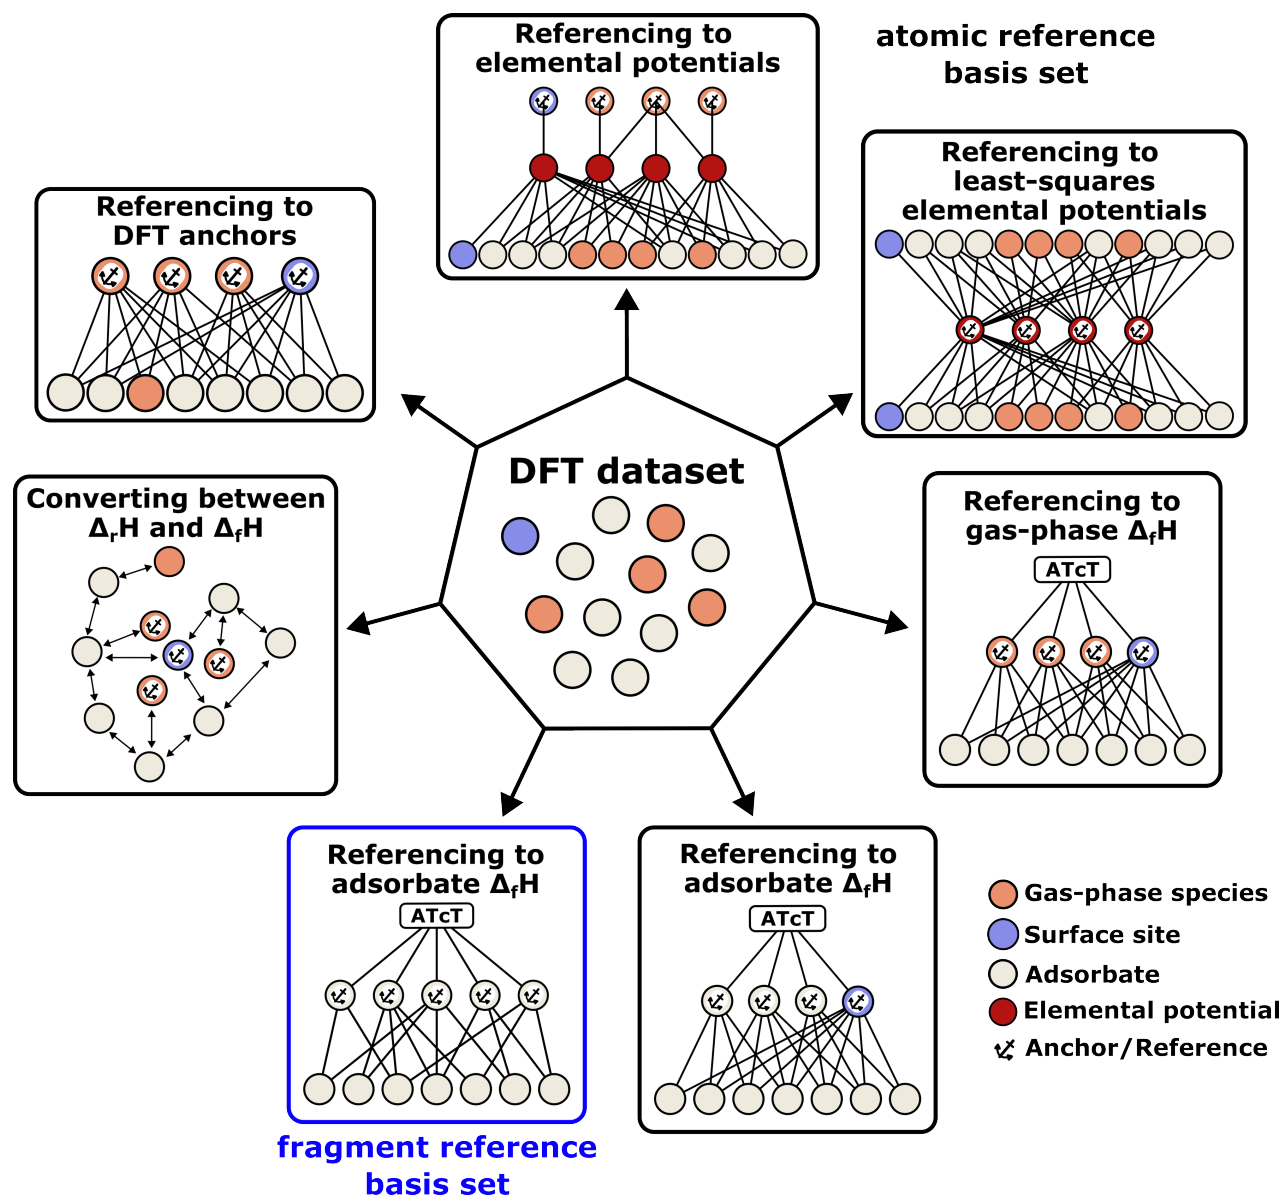 Referencing to
elemental potentials
atomic reference
basis set
Referencing to
least-squares
elemental potentials
Referencing to
DFT anchors
DFT dataset
Converting between
ΔrH and ΔfH
Referencing to
gas-phase ΔfH
ATcT
Referencing to
adsorbate ΔfH
ATcT
fragment reference
basis set
Referencing to
adsorbate ΔfH
ATcT
Gas-phase species
Surface site
Adsorbate
Elemental potential
Anchor/Reference